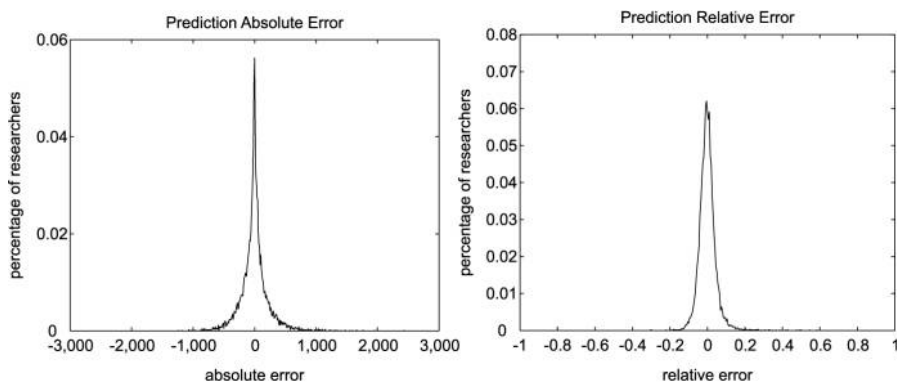 Prediction Absolute Error
0.06
0.04
0.02
0
percentage of researchers
-3,000 -2,000 -1,000 0 1,000 2,000 3,000
absolute error
Prediction Relative Error
0.08
0.07
0.06
0.05
0.04
0.03
0.02
0.01
0
percentage of researchers
-1 -0.8 -0.6 -0.4 -0.2 0 0.2 0.4 0.6 0.8 1
relative error